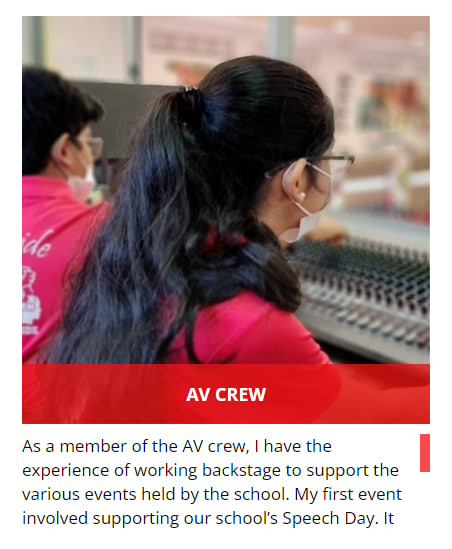 ide
AV CREW
As a member of the AV crew, I have the
experience of working backstage to support the
various events held by the school. My first event
involved supporting our school’s Speech Day. It